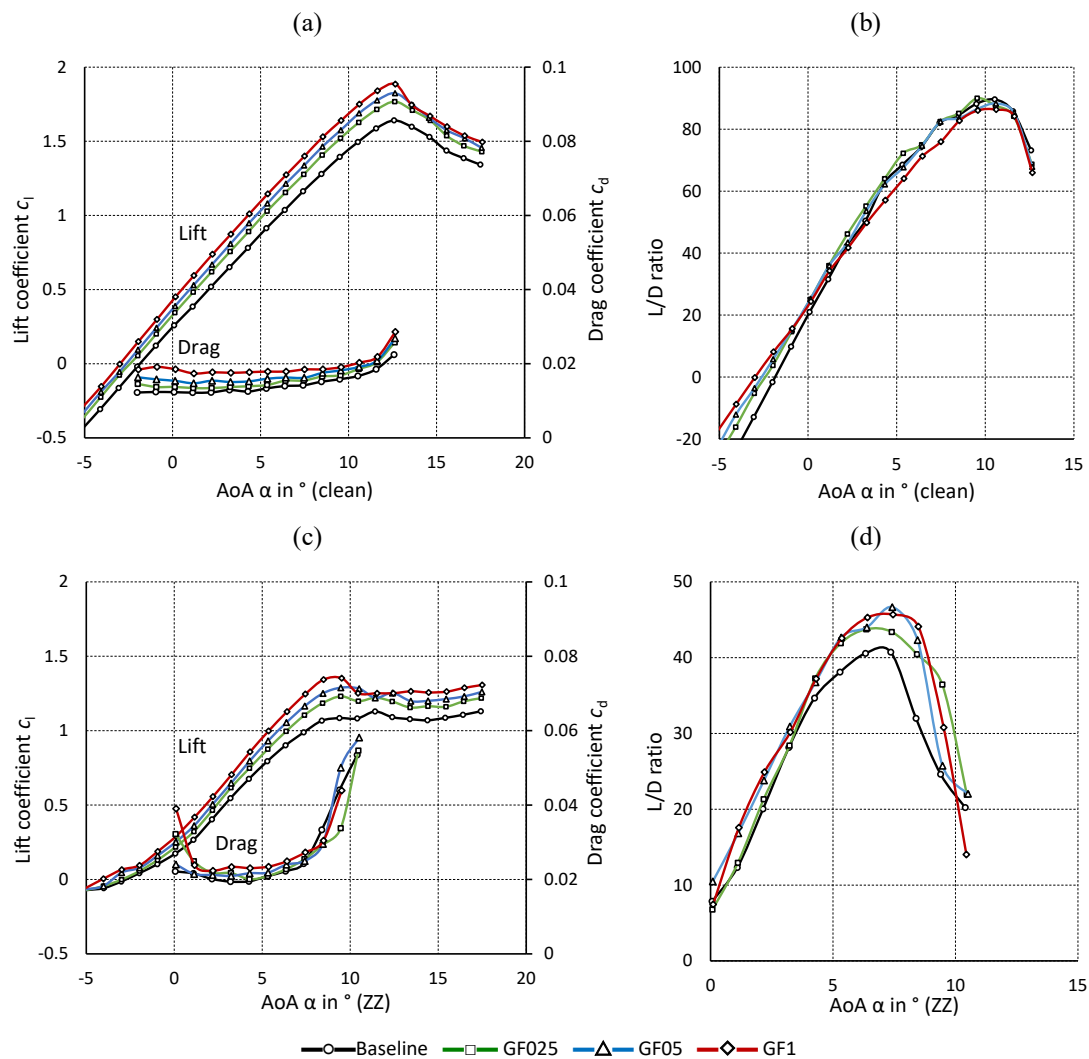 (a)
(b)
2
1.5
1
0.5
0
-0.5
Lift coefficient cl
0.1
0.08
0.06
0.04
0.02
0
Drag coefficient cd
Lift
Drag
-5 0 5 10 15 20
AoA α in ° (clean)
100
80
60
40
20
0
-20
L/D ratio
-5 0 5 10 15
AoA α in ° (clean)
(c)
(d)
2
1.5
1
0.5
0
-0.5
Lift coefficient cl
0.1
0.08
0.06
0.04
0.02
0
Drag coefficient cd
Lift
Drag
-5 0 5 10 15 20
AoA α in ° (ZZ)
50
40
30
20
10
0
L/D ratio
0 5 10 15
AoA α in ° (ZZ)
Baseline GF025 GF05 GF1